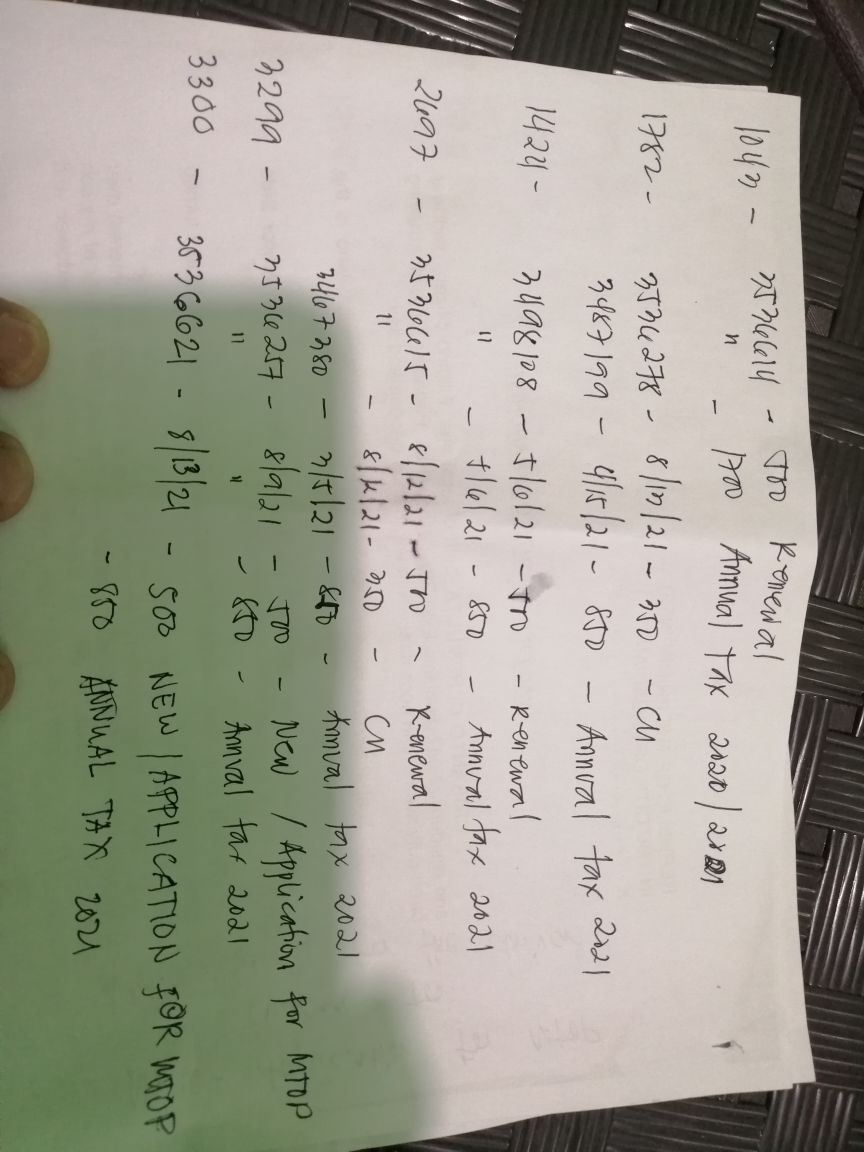 1043 - 3536614 - 500 Renewal
" - 1700 Annual Tax 2020/2021
1782 - 3536278 - 8/13/21 - 350 - CH
3487199 - 4/15/21 - 850 - Annual tax 2021
1424 - 3498108 - 5/6/21 - 500 - Renewal
" - 5/6/21 - 850 - Annual tax 2021
2697 - 3536615 - 8/12/21 - 500 - Renewal
" - 8/12/21 - 350 - CH
3467380 - 3/5/21 - 850 - Annual tax 2021
3299 - 3536257 - 8/9/21 - 500 - New / Application for MTOP
" " - 850 - Annual tax 2021
3300 - 3536621 - 8/13/21 - 500 NEW / APPLICATION FOR MTOP
- 850 ANNUAL TAX 2021